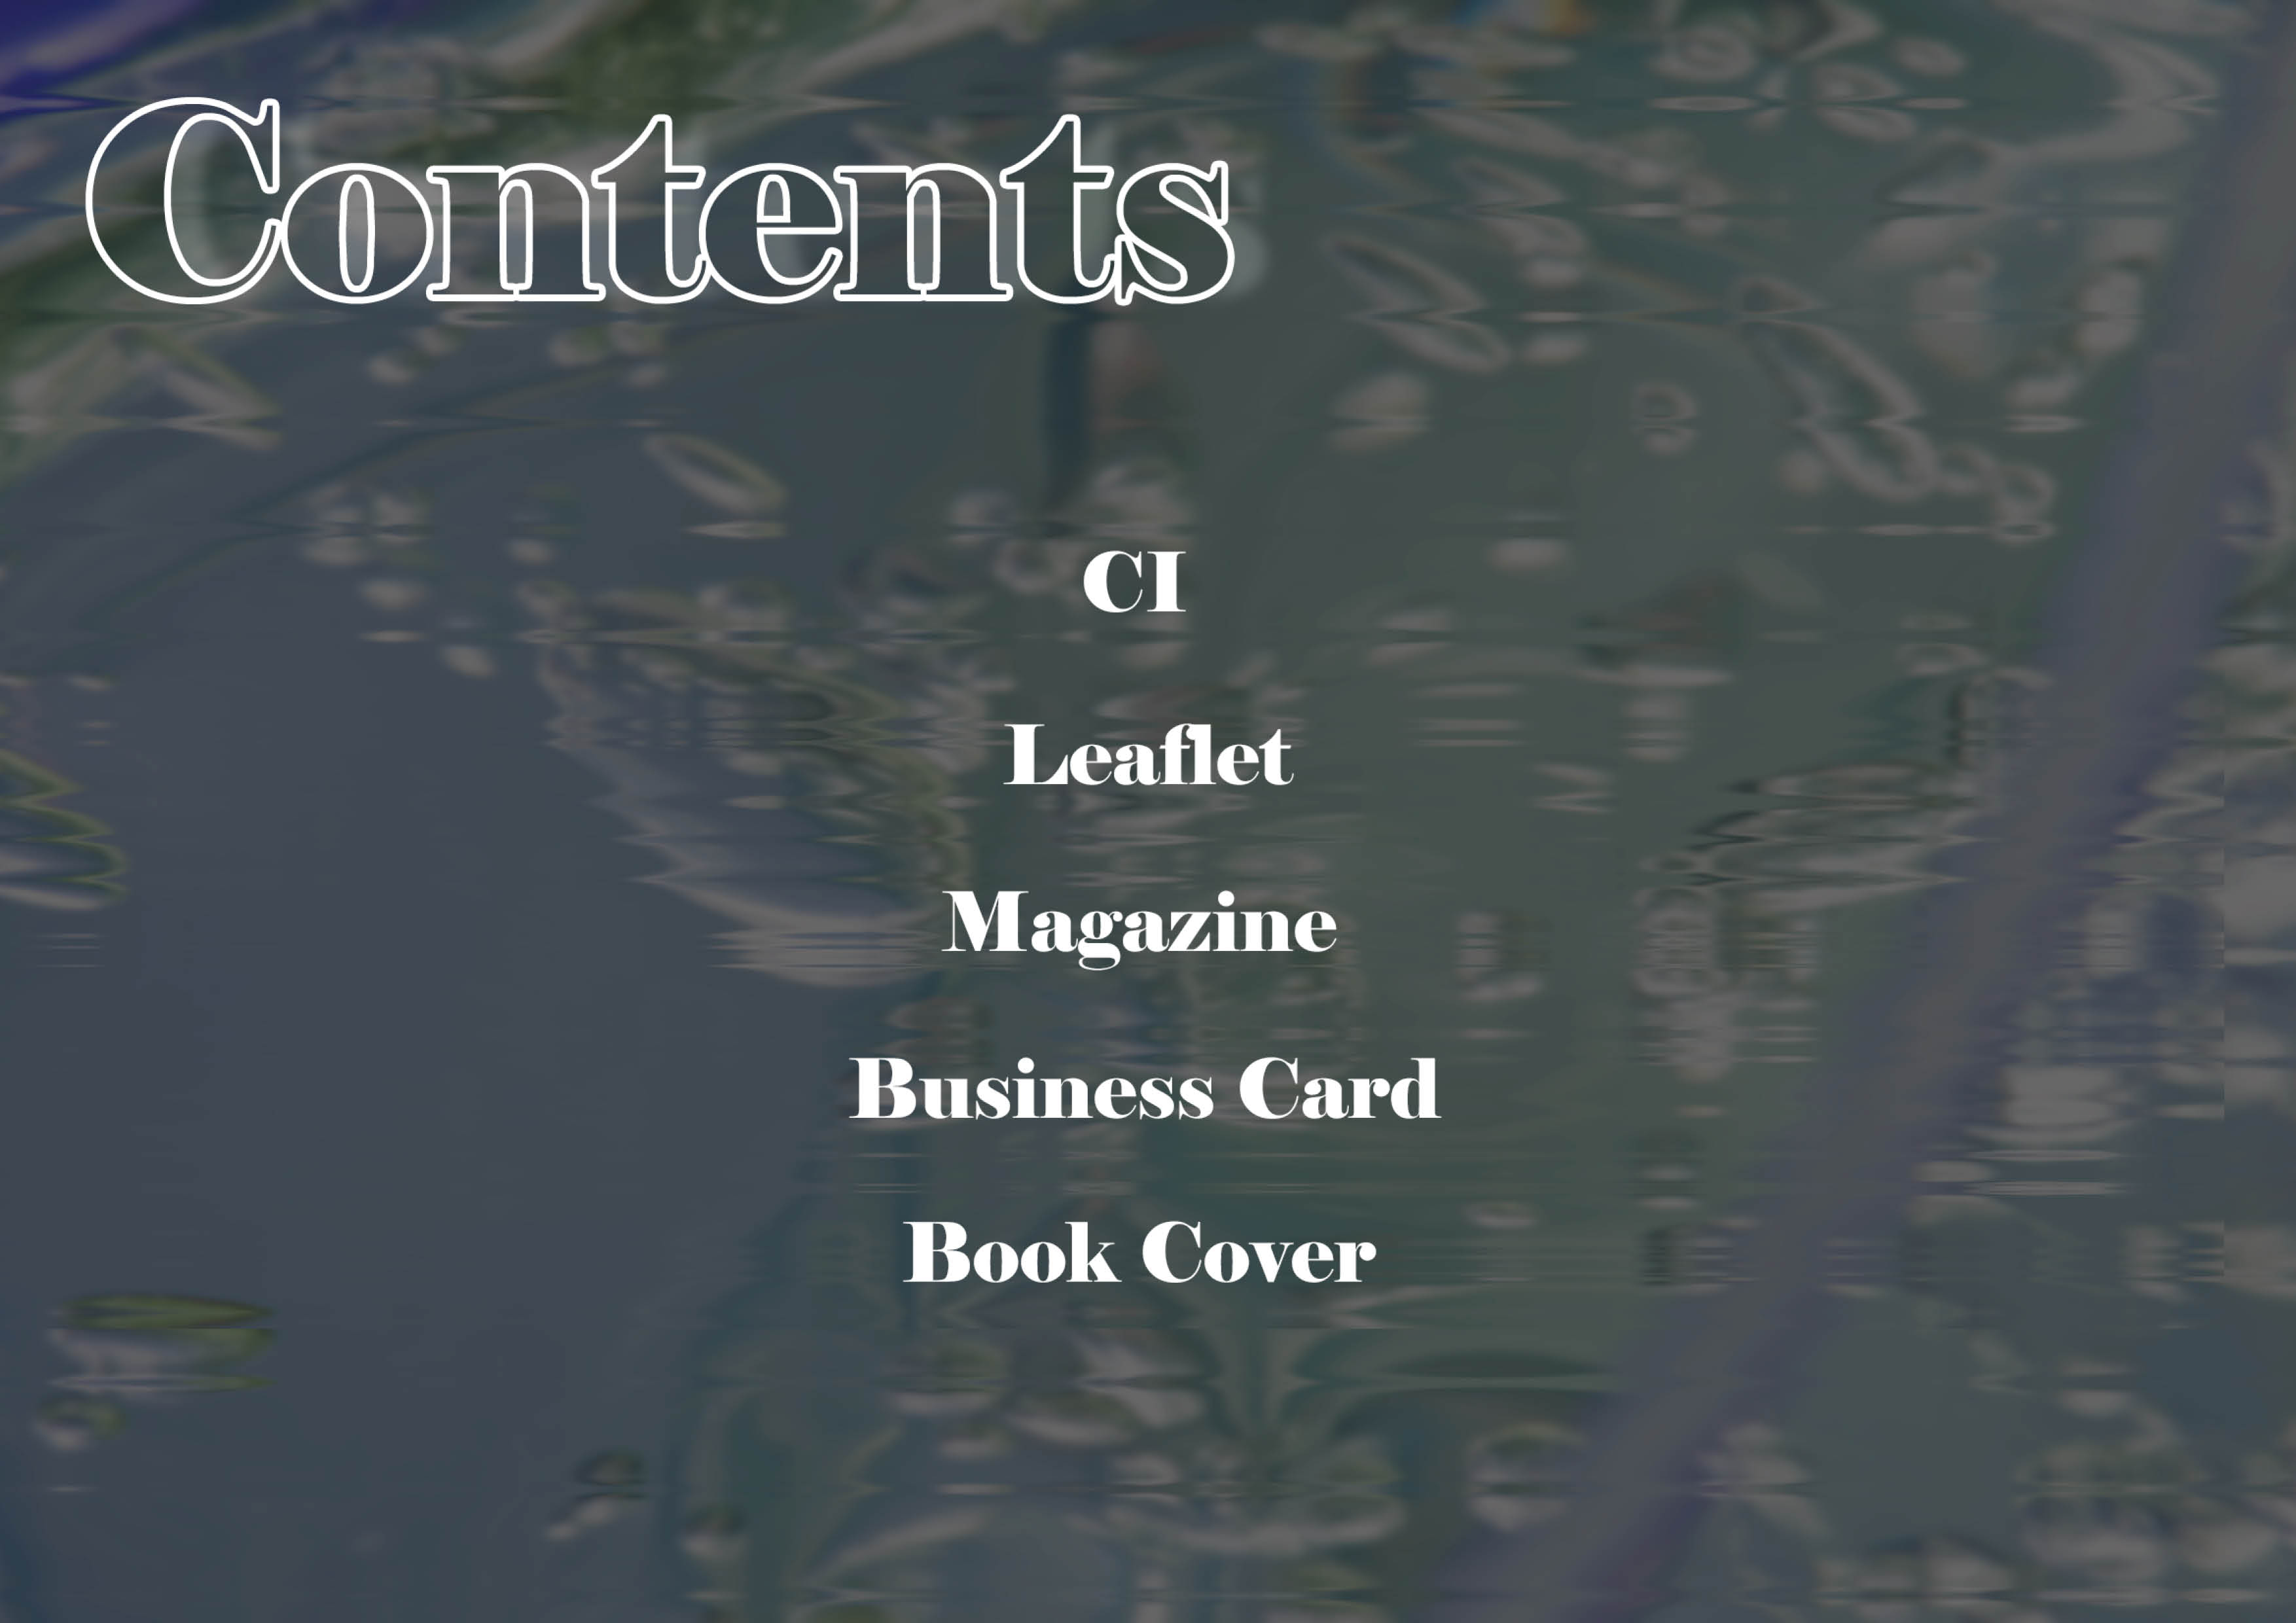 Contents
CI
Leaflet
Magazine
Business Card
Book Cover